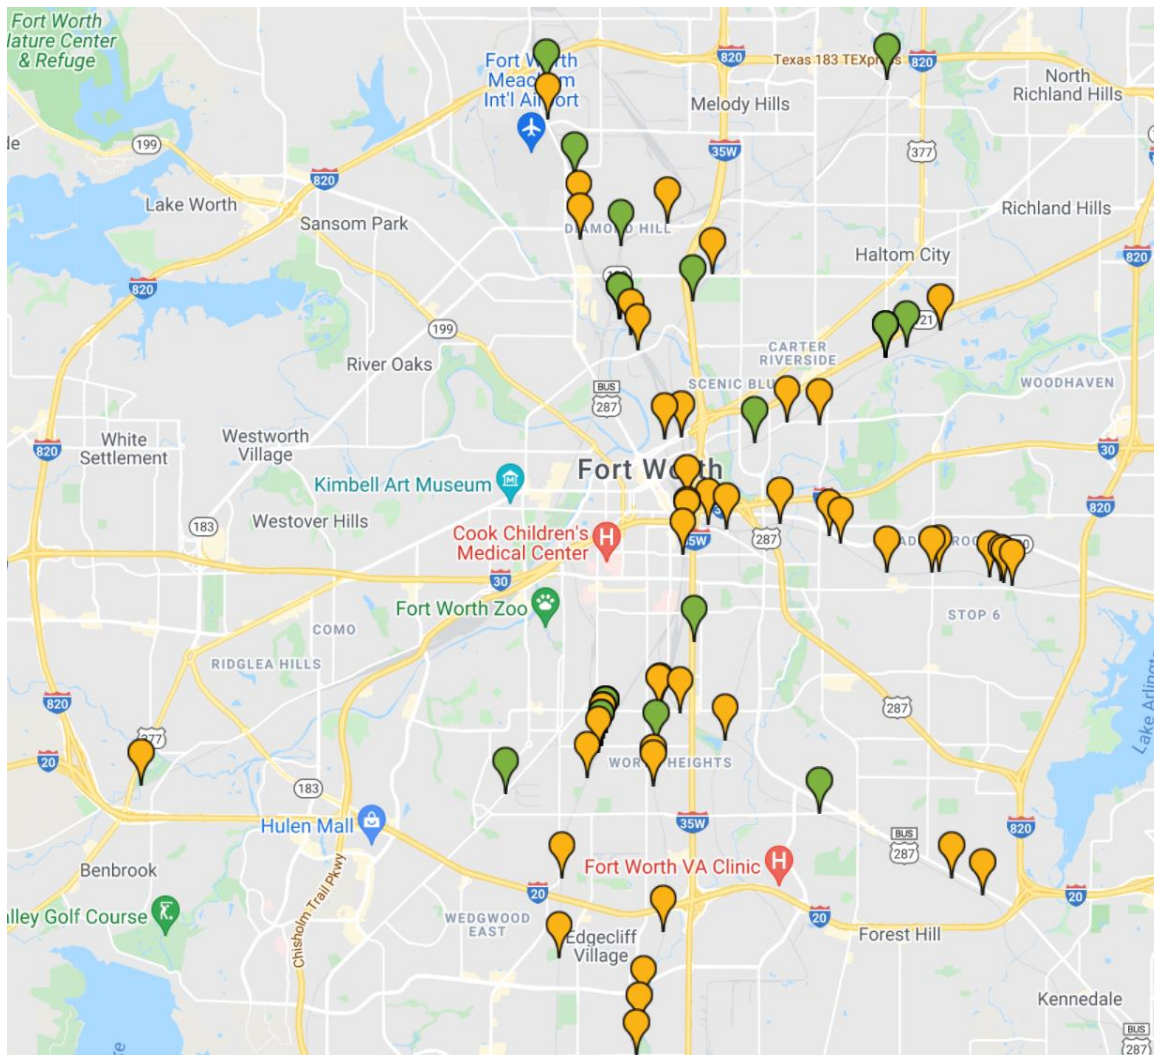 Fort Worth
Nature Center
& Refuge
820
Texas 183 TEXpress
820
Fort Worth
Meacham
Int'l Airport
Melody Hills
North
Richland Hills
199
35W
377
820
Lake Worth
Sansom Park
Richland Hills
DIAMOND HILL
Haltom City
820
820
199
River Oaks
CARTER
RIVERSIDE
SCENIC BLU
BUS
287
WOODHAVEN
White
Settlement
Westworth
Village
820
30
Fort Worth
Kimbell Art Museum
183
Westover Hills
820
Cook Children's
Medical Center
35W
287
30
Fort Worth Zoo
STOP 6
COMO
RIDGLEA HILLS
820
287
Lake Arlington
377
20
WORTH HEIGHTS
183
Hulen Mall
35W
820
BUS
287
Benbrook
Fort Worth VA Clinic
20
20
20
alley Golf Course
Chisholm Trail Pkwy
WEDGWOOD
EAST
Edgecliff
Village
Forest Hill
Kennedale
BUS
287